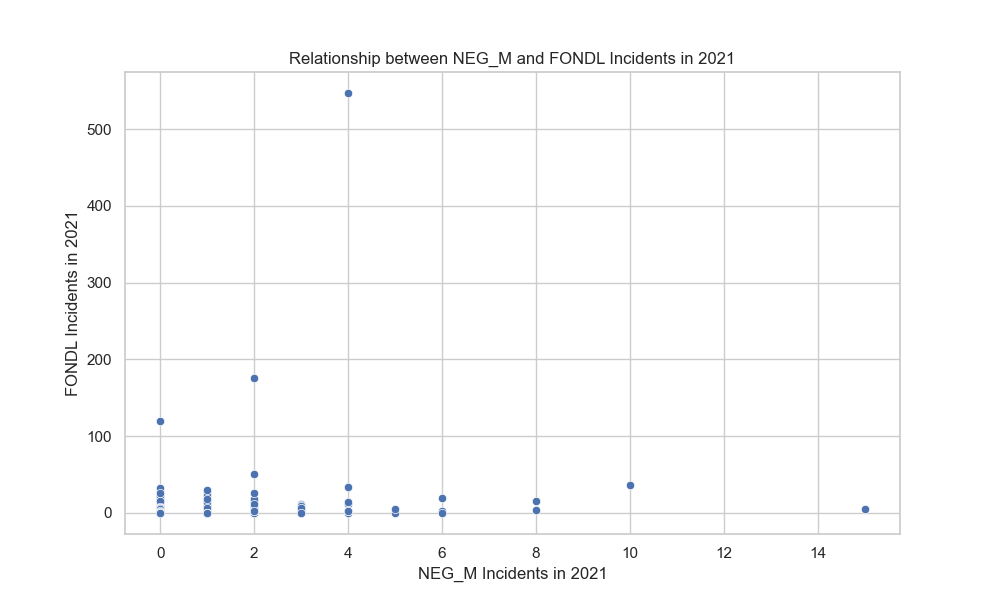 Relationship between NEG_M and FONDL Incidents in 2021
FONDL Incidents in 2021
500
400
300
200
100
0
0 2 4 6 8 10 12 14
NEG_M Incidents in 2021